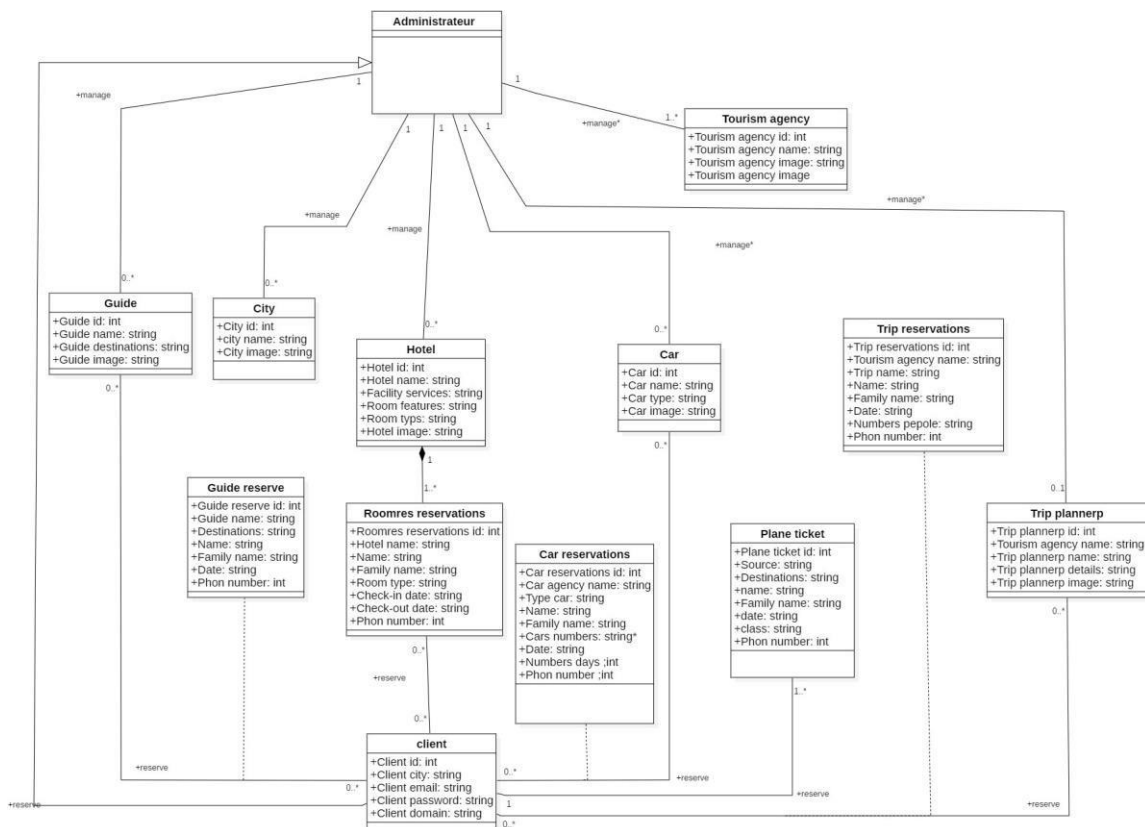 Administrateur
1
+manage
1
1
1
1
1
+manage*
1..*
Tourism agency
+Tourism agency id: int
+Tourism agency name: string
+Tourism agency image: string
+Tourism agency image
+manage
+manage
+manage*
+manage*
0..*
Guide
+Guide id: int
+Guide name: string
+Guide destinations: string
+Guide image: string
0..*
0..*
City
+City id: int
+city name: string
+City image: string
0..*
Hotel
+Hotel id: int
+Hotel name: string
+Facility services: string
+Room features: string
+Room typs: string
+Hotel image: string
1
1..*
0..*
Car
+Car id: int
+Car name: string
+Car type: string
+Car image: string
0..*
Trip reservations
+Trip reservations id: int
+Tourism agency name: string
+Trip name: string
+Name: string
+Family name: string
+Date: string
+Numbers pepole: string
+Phon number: int
Guide reserve
+Guide reserve id: int
+Guide name: string
+Destinations: string
+Name: string
+Family name: string
+Date: string
+Phon number: int
Roomres reservations
+Roomres reservations id: int
+Hotel name: string
+Name: string
+Family name: string
+Room type: string
+Check-in date: string
+Check-out date: string
+Phon number: int
0..*
+reserve
0..*
Car reservations
+Car reservations id: int
+Car agency name: string
+Type car: string
+Name: string
+Family name: string
+Cars numbers: string*
+Date: string
+Numbers days ;int
+Phon number ;int
Plane ticket
+Plane ticket id: int
+Source: string
+Destinations: string
+name: string
+Family name: string
+date: string
+class: string
+Phon number: int
1..*
0..1
Trip plannerp
+Trip plannerp id: int
+Tourism agency name: string
+Trip plannerp name: string
+Trip plannerp details: string
+Trip plannerp image: string
0..*
client
+Client id: int
+Client city: string
+Client email: string
+Client password: string
+Client domain: string
+reserve
0..*
0..*
+reserve
+reserve
1
0..*
+reserve